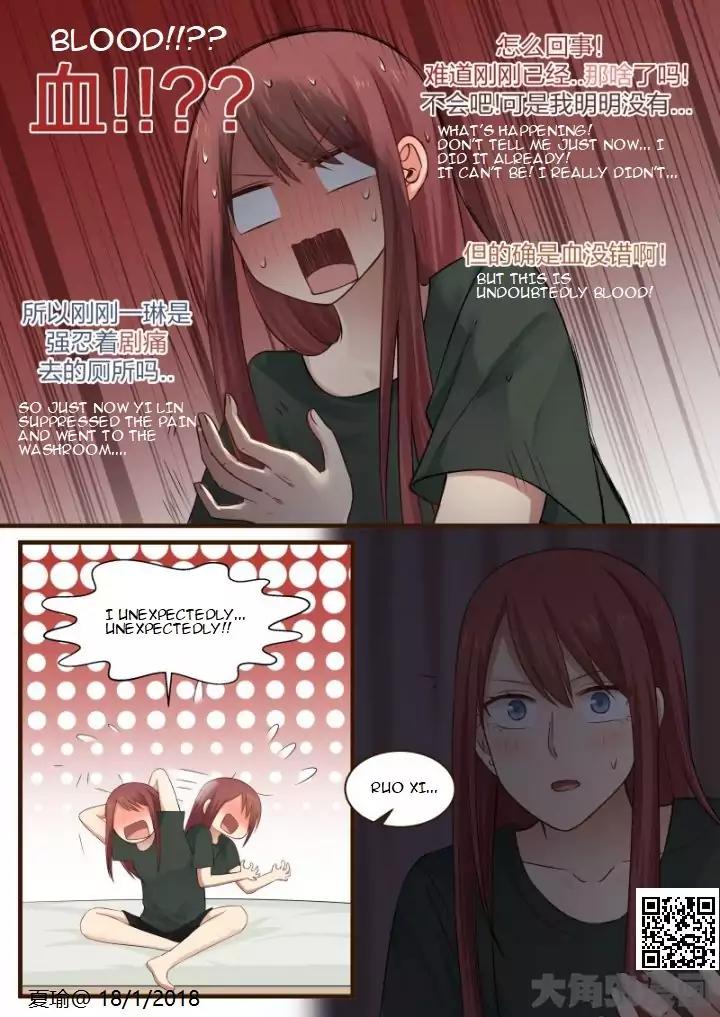 BLOOD!!??
血!!??
怎么回事!
难道刚刚已经..那啥了吗!
不会吧!可是我明明没有...
WHAT'S HAPPENING!
DON'T TELL ME JUST NOW... I
DID IT ALREADY!
IT CAN'T BE! I REALLY DIDN'T...
但的确是血没错啊!
BUT THIS IS
UNDOUBTEDLY BLOOD!
所以刚刚一琳是
强忍着剧痛
去的厕所吗..
SO JUST NOW YI LIN
SUPPRESSED THE PAIN
AND WENT TO THE
WASHROOM....
I UNEXPECTEDLY...
UNEXPECTEDLY!!
RUO XI...
夏瑜@ 18/1/2018
大角